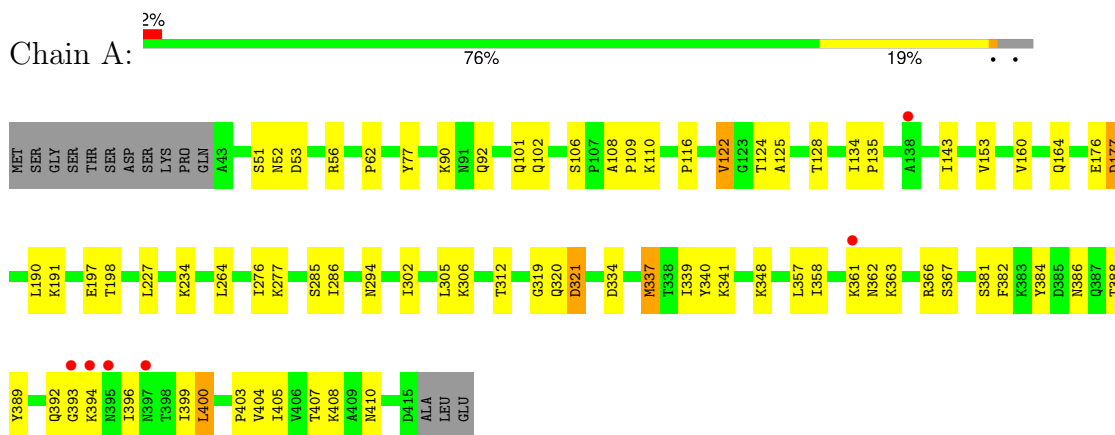 2%
Chain A:
76% 19% • •
MET SER GLY SER THR SER ASP SER LYS PRO GLN A43 S51 N52 D53 R56 P62 Y77 K90 N91 Q92 Q101 Q102 S106 P107 A108 P109 K110 P116 V122 G123 T124 A125 T128 I134 P135 A138 I143 V153 V160 Q164 E176 D177
L190 K191 E197 T198 L227 K234 L264 I276 K277 S285 I286 N294 I302 L305 K306 T312 G319 Q320 D321 D334 M337 T338 I339 Y340 K341 K348 L357 I358 K361 N362 K363 R366 S367 S381 F382 K383 Y384 D385 N386 Q387 T388
Y389 Q392 G393 K394 N395 I396 N397 T398 I399 L400 P403 V404 I405 V406 T407 K408 A409 N410 D415 ALA LEU GLU